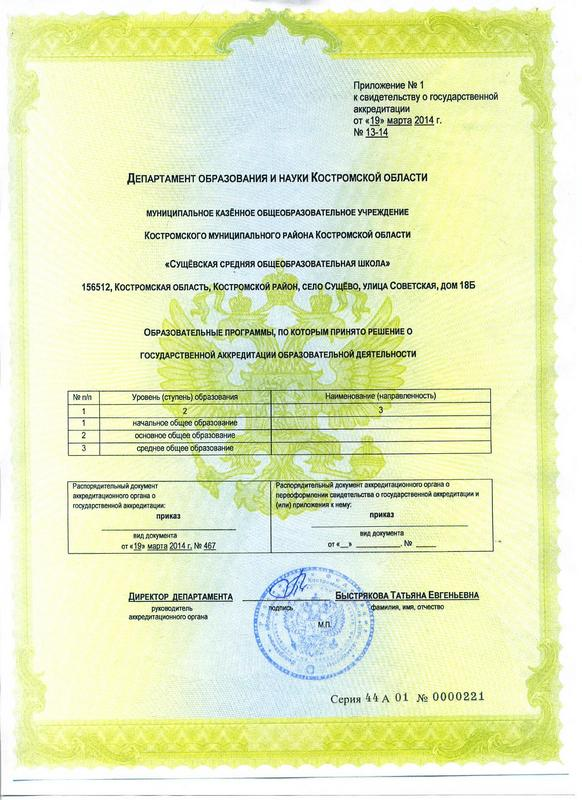 Приложение № 1
к свидетельству о государственной
аккредитации
от «19» марта 2014 г.
№ 13-14
Департамент образования и науки Костромской области
муниципальное казённое общеобразовательное учреждение
Костромского муниципального района Костромской области
«Сущёвская средняя общеобразовательная школа»
156512, Костромская область, Костромской район, село Сущёво, улица Советская, дом 18Б
Образовательные программы, по которым принято решение о
государственной аккредитации образовательной деятельности
№ п/п Уровень (ступень) образования Наименование (направленность)
1 2 3
1 начальное общее образование
2 основное общее образование
3 среднее общее образование
Распорядительный документ
аккредитационного органа о
государственной аккредитации:
приказ
вид документа
от «19» марта 2014 г. № 467
Распорядительный документ аккредитационного органа о
переоформлении свидетельства о государственной аккредитации и
(или) приложения к нему:
приказ
вид документа
от «__» __________ № _____
Директор департамента Быстрякова Татьяна Евгеньевна
руководитель подпись фамилия, имя, отчество
аккредитационного органа
М.П.
Серия 44 А 01 № 0000221